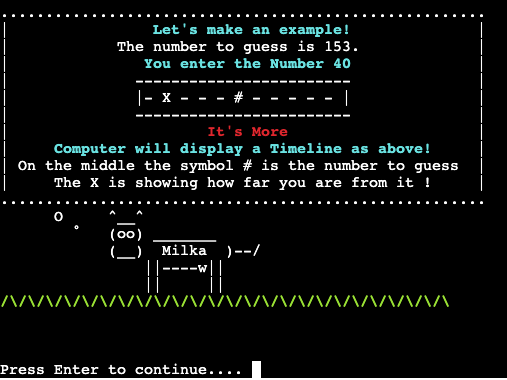 Let's make an example!
The number to guess is 153.
You enter the Number 40
------------------------
|- X - - - # - - - - - |
------------------------
It's More
Computer will display a Timeline as above!
On the middle the symbol # is the number to guess
The X is showing how far you are from it !
O ^__^
° (oo) _______
(__) Milka )--/
||----w||
|| ||
/\/\/\/\/\/\/\/\/\/\/\/\/\/\/\/\/\/\/\/\/\/\/\/\/\
Press Enter to continue....